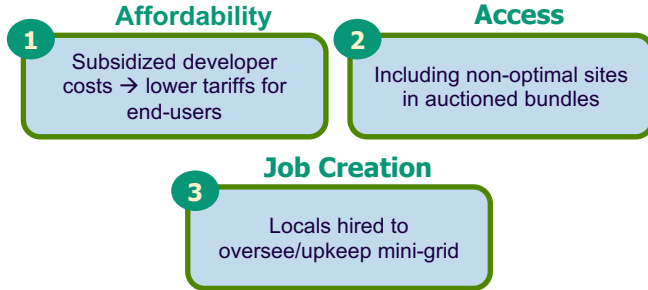 Affordability
1
Subsidized developer
costs → lower tariffs for
end-users
Access
2
Including non-optimal sites
in auctioned bundles
Job Creation
3
Locals hired to
oversee/upkeep mini-grid